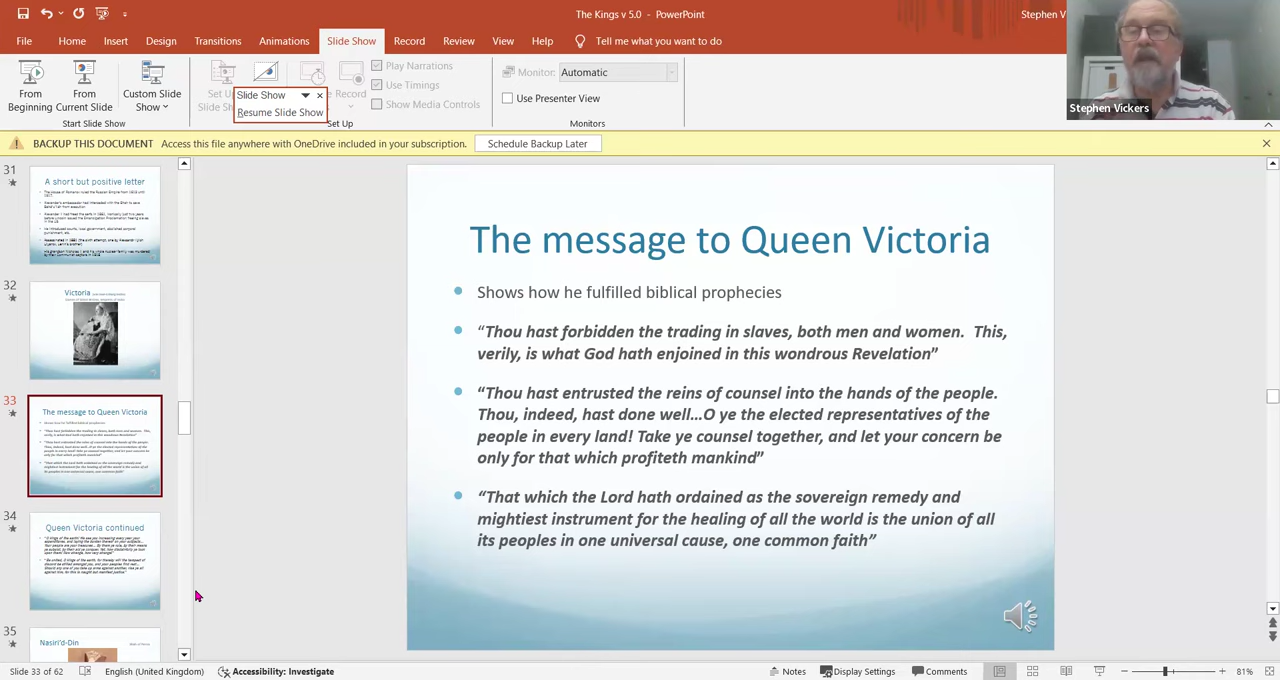 The Kings v 5.0 - PowerPoint
Stephen V
File Home Insert Design Transitions Animations Slide Show Record Review View Help Tell me what you want to do
From Beginning
From Current Slide
Custom Slide Show
Set
Slide Sh
Record
Play Narrations
Use Timings
Show Media Controls
Monitor: Automatic
Use Presenter View
Slide Show
Resume Slide Show
Start Slide Show
Set Up
Monitors
Stephen Vickers
BACKUP THIS DOCUMENT Access this file anywhere with OneDrive included in your subscription. Schedule Backup Later
31
A short but positive letter
32
Victoria
33
The message to Queen Victoria
34
Queen Victoria continued
35
Nasiri'd-Din
The message to Queen Victoria
Shows how he fulfilled biblical prophecies
“Thou hast forbidden the trading in slaves, both men and women. This,
verily, is what God hath enjoined in this wondrous Revelation”
“Thou hast entrusted the reins of counsel into the hands of the people.
Thou, indeed, hast done well…O ye the elected representatives of the
people in every land! Take ye counsel together, and let your concern be
only for that which profiteth mankind”
“That which the Lord hath ordained as the sovereign remedy and
mightiest instrument for the healing of all the world is the union of all
its peoples in one universal cause, one common faith”
Slide 33 of 62 English (United Kingdom) Accessibility: Investigate Notes Display Settings Comments 81%